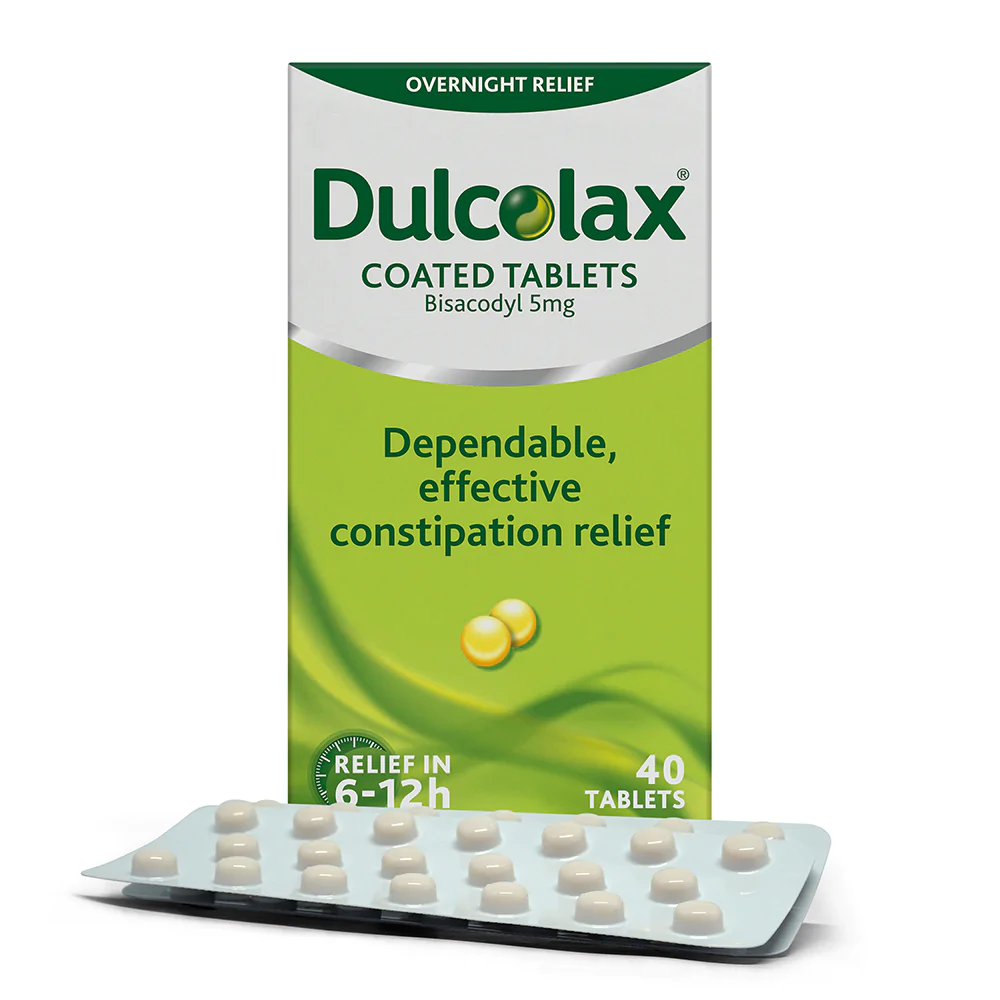 OVERNIGHT RELIEF
Dulcolax®
COATED TABLETS
Bisacodyl 5mg
Dependable,
effective
constipation relief
RELIEF IN
6-12h
40
TABLETS